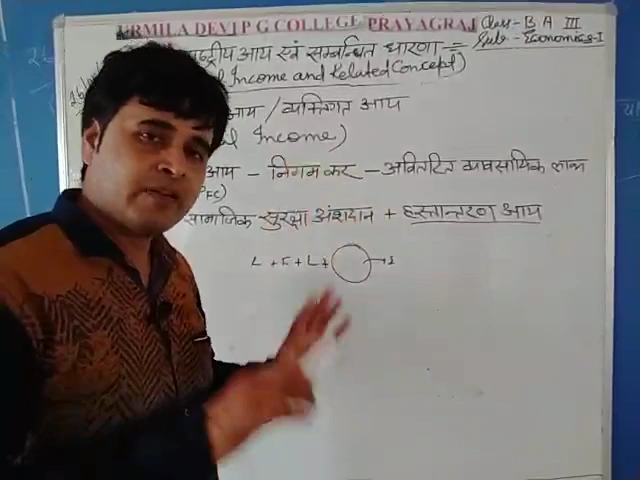 URMILA DEVI P G COLLEGE PRAYAGRAJ Class - B A III
राष्ट्रीय आय एवं सम्बन्धित धारणा Sub - Economics-I
Income and Related Concept)
आय / व्यक्तिगत आय
Income)
आय - निगम कर - अवितरित व्यवसायिक लाभ
FC)
सामाजिक सुरक्षा अंशदान + हस्तान्तरण आय